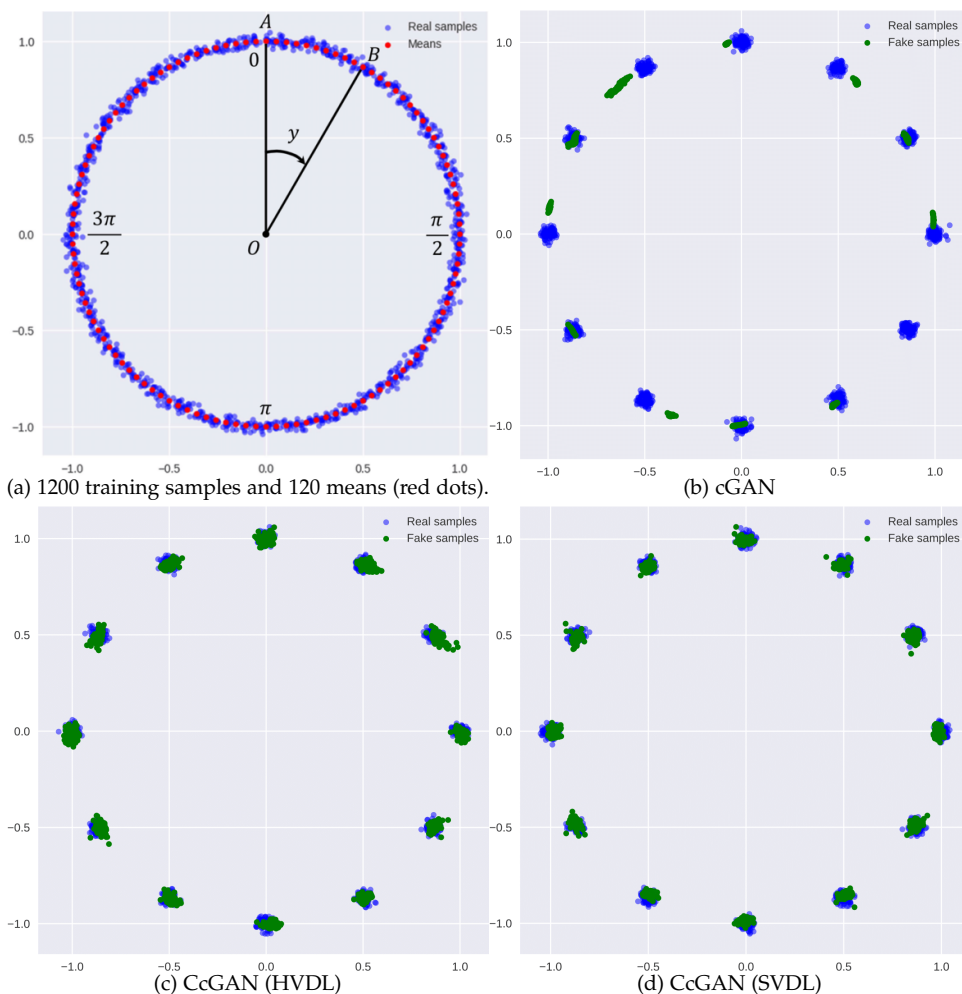 A
Real samples
Means
1.0
0
B
0.5
y
0.0
3π/2
O
π/2
−0.5
π
−1.0
−1.0 −0.5 0.0 0.5 1.0
(a) 1200 training samples and 120 means (red dots).
Real samples
Fake samples
1.0
0.5
0.0
−0.5
−1.0
−1.0 −0.5 0.0 0.5 1.0
(b) cGAN
Real samples
Fake samples
1.0
0.5
0.0
−0.5
−1.0
−1.0 −0.5 0.0 0.5 1.0
(c) CcGAN (HVDL)
Real samples
Fake samples
1.0
0.5
0.0
−0.5
−1.0
−1.0 −0.5 0.0 0.5 1.0
(d) CcGAN (SVDL)